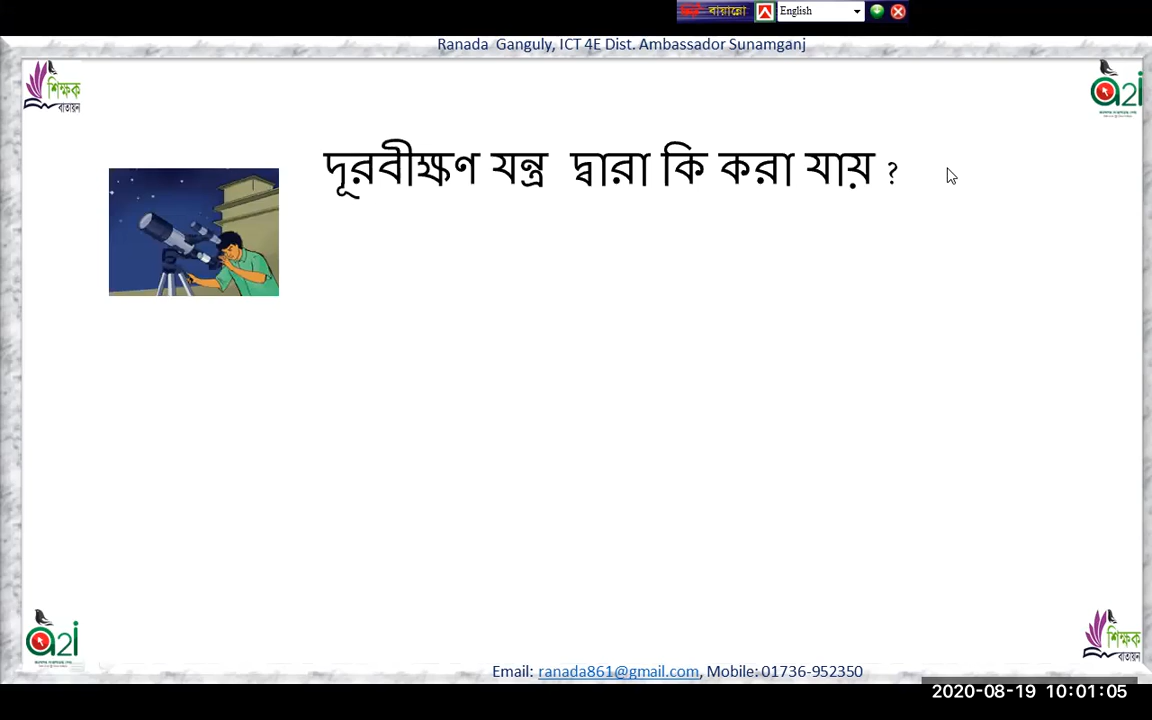 বায়ান্নো English
Ranada Ganguly, ICT 4E Dist. Ambassador Sunamganj
শিক্ষক
বাতায়ন
a2i
দূরবীক্ষণ যন্ত্র দ্বারা কি করা যায় ?
a2i
শিক্ষক
বাতায়ন
Email: ranada861@gmail.com, Mobile: 01736-952350
2020-08-19 10:01:05